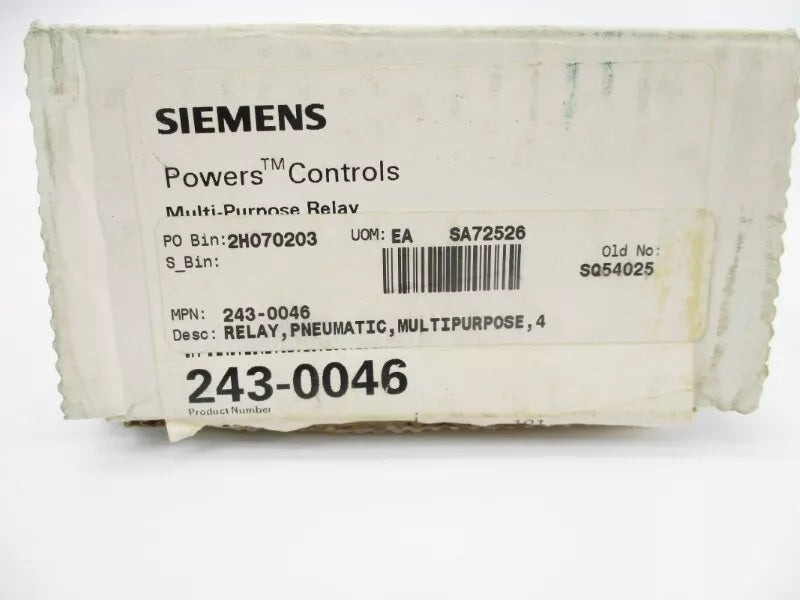 SIEMENS
Powers™ Controls
Multi-Purpose Relay
PO Bin: 2H070203 UOM: EA SA72526
S_Bin:
Old No:
SQ54025
MPN: 243-0046
Desc: RELAY,PNEUMATIC,MULTIPURPOSE,4
243-0046
Product Number